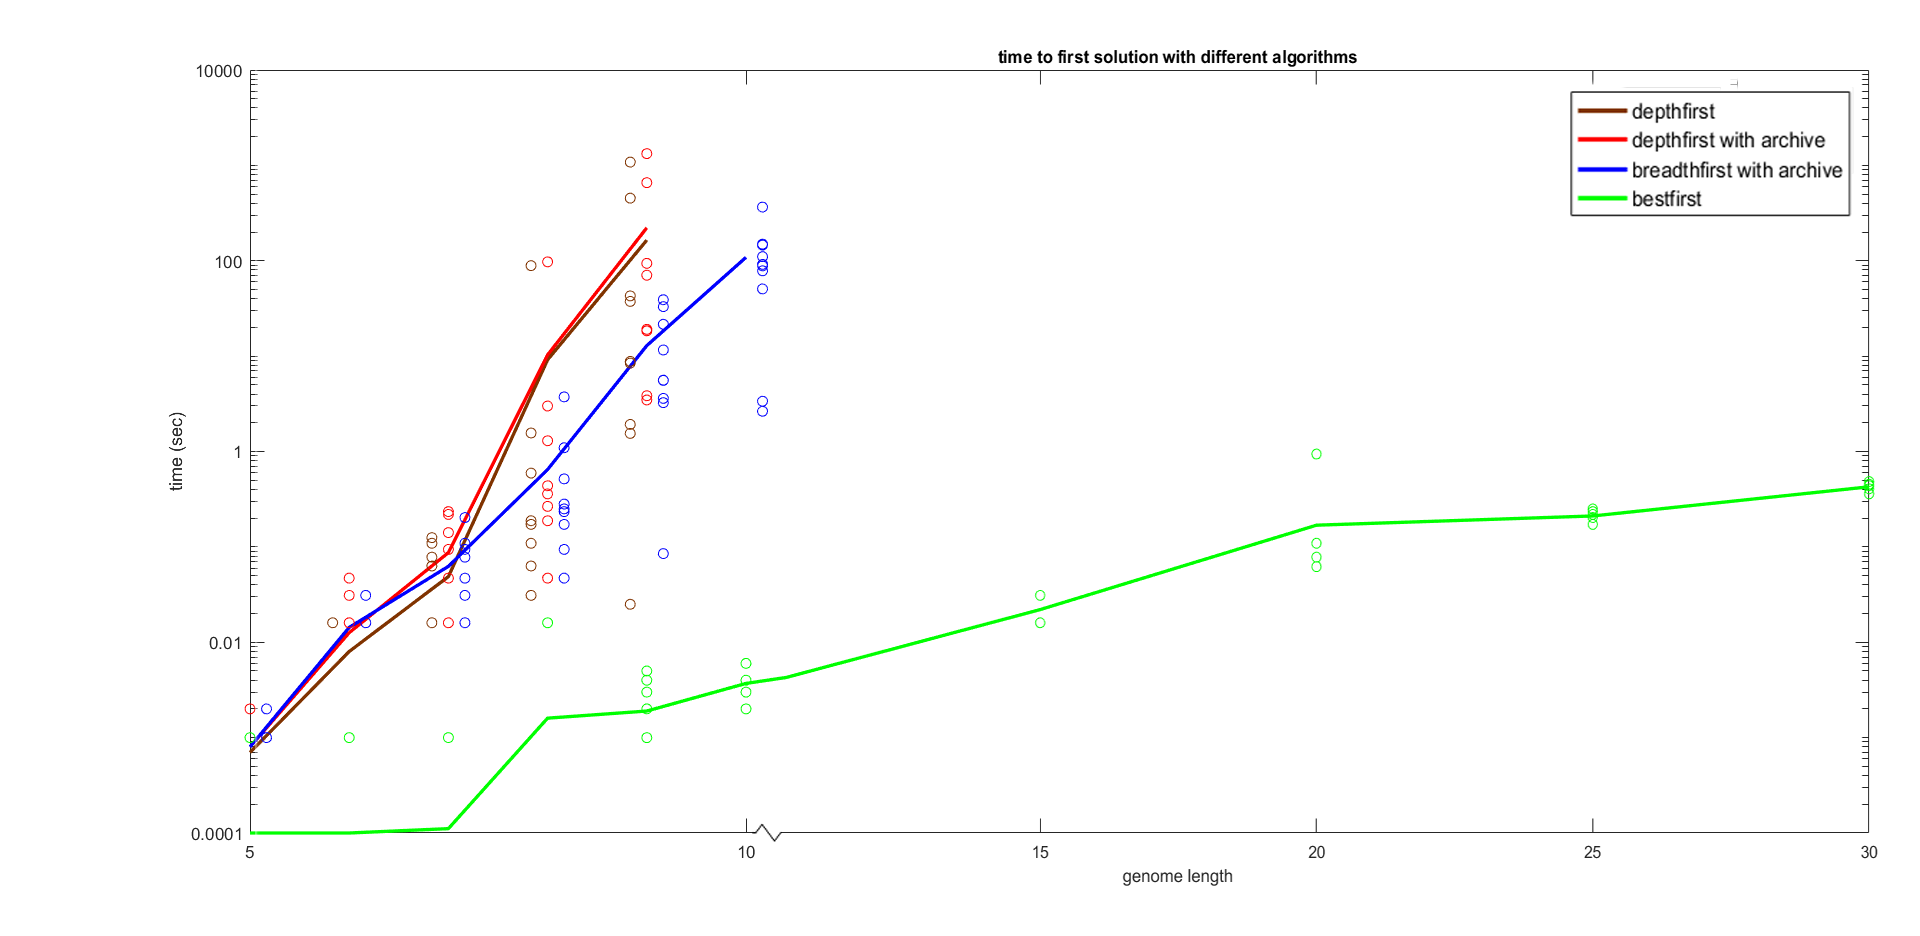 time to first solution with different algorithms
10000
100
1
0.01
0.0001
time (sec)
depthfirst
depthfirst with archive
breadthfirst with archive
bestfirst
5
10
15
20
25
30
genome length